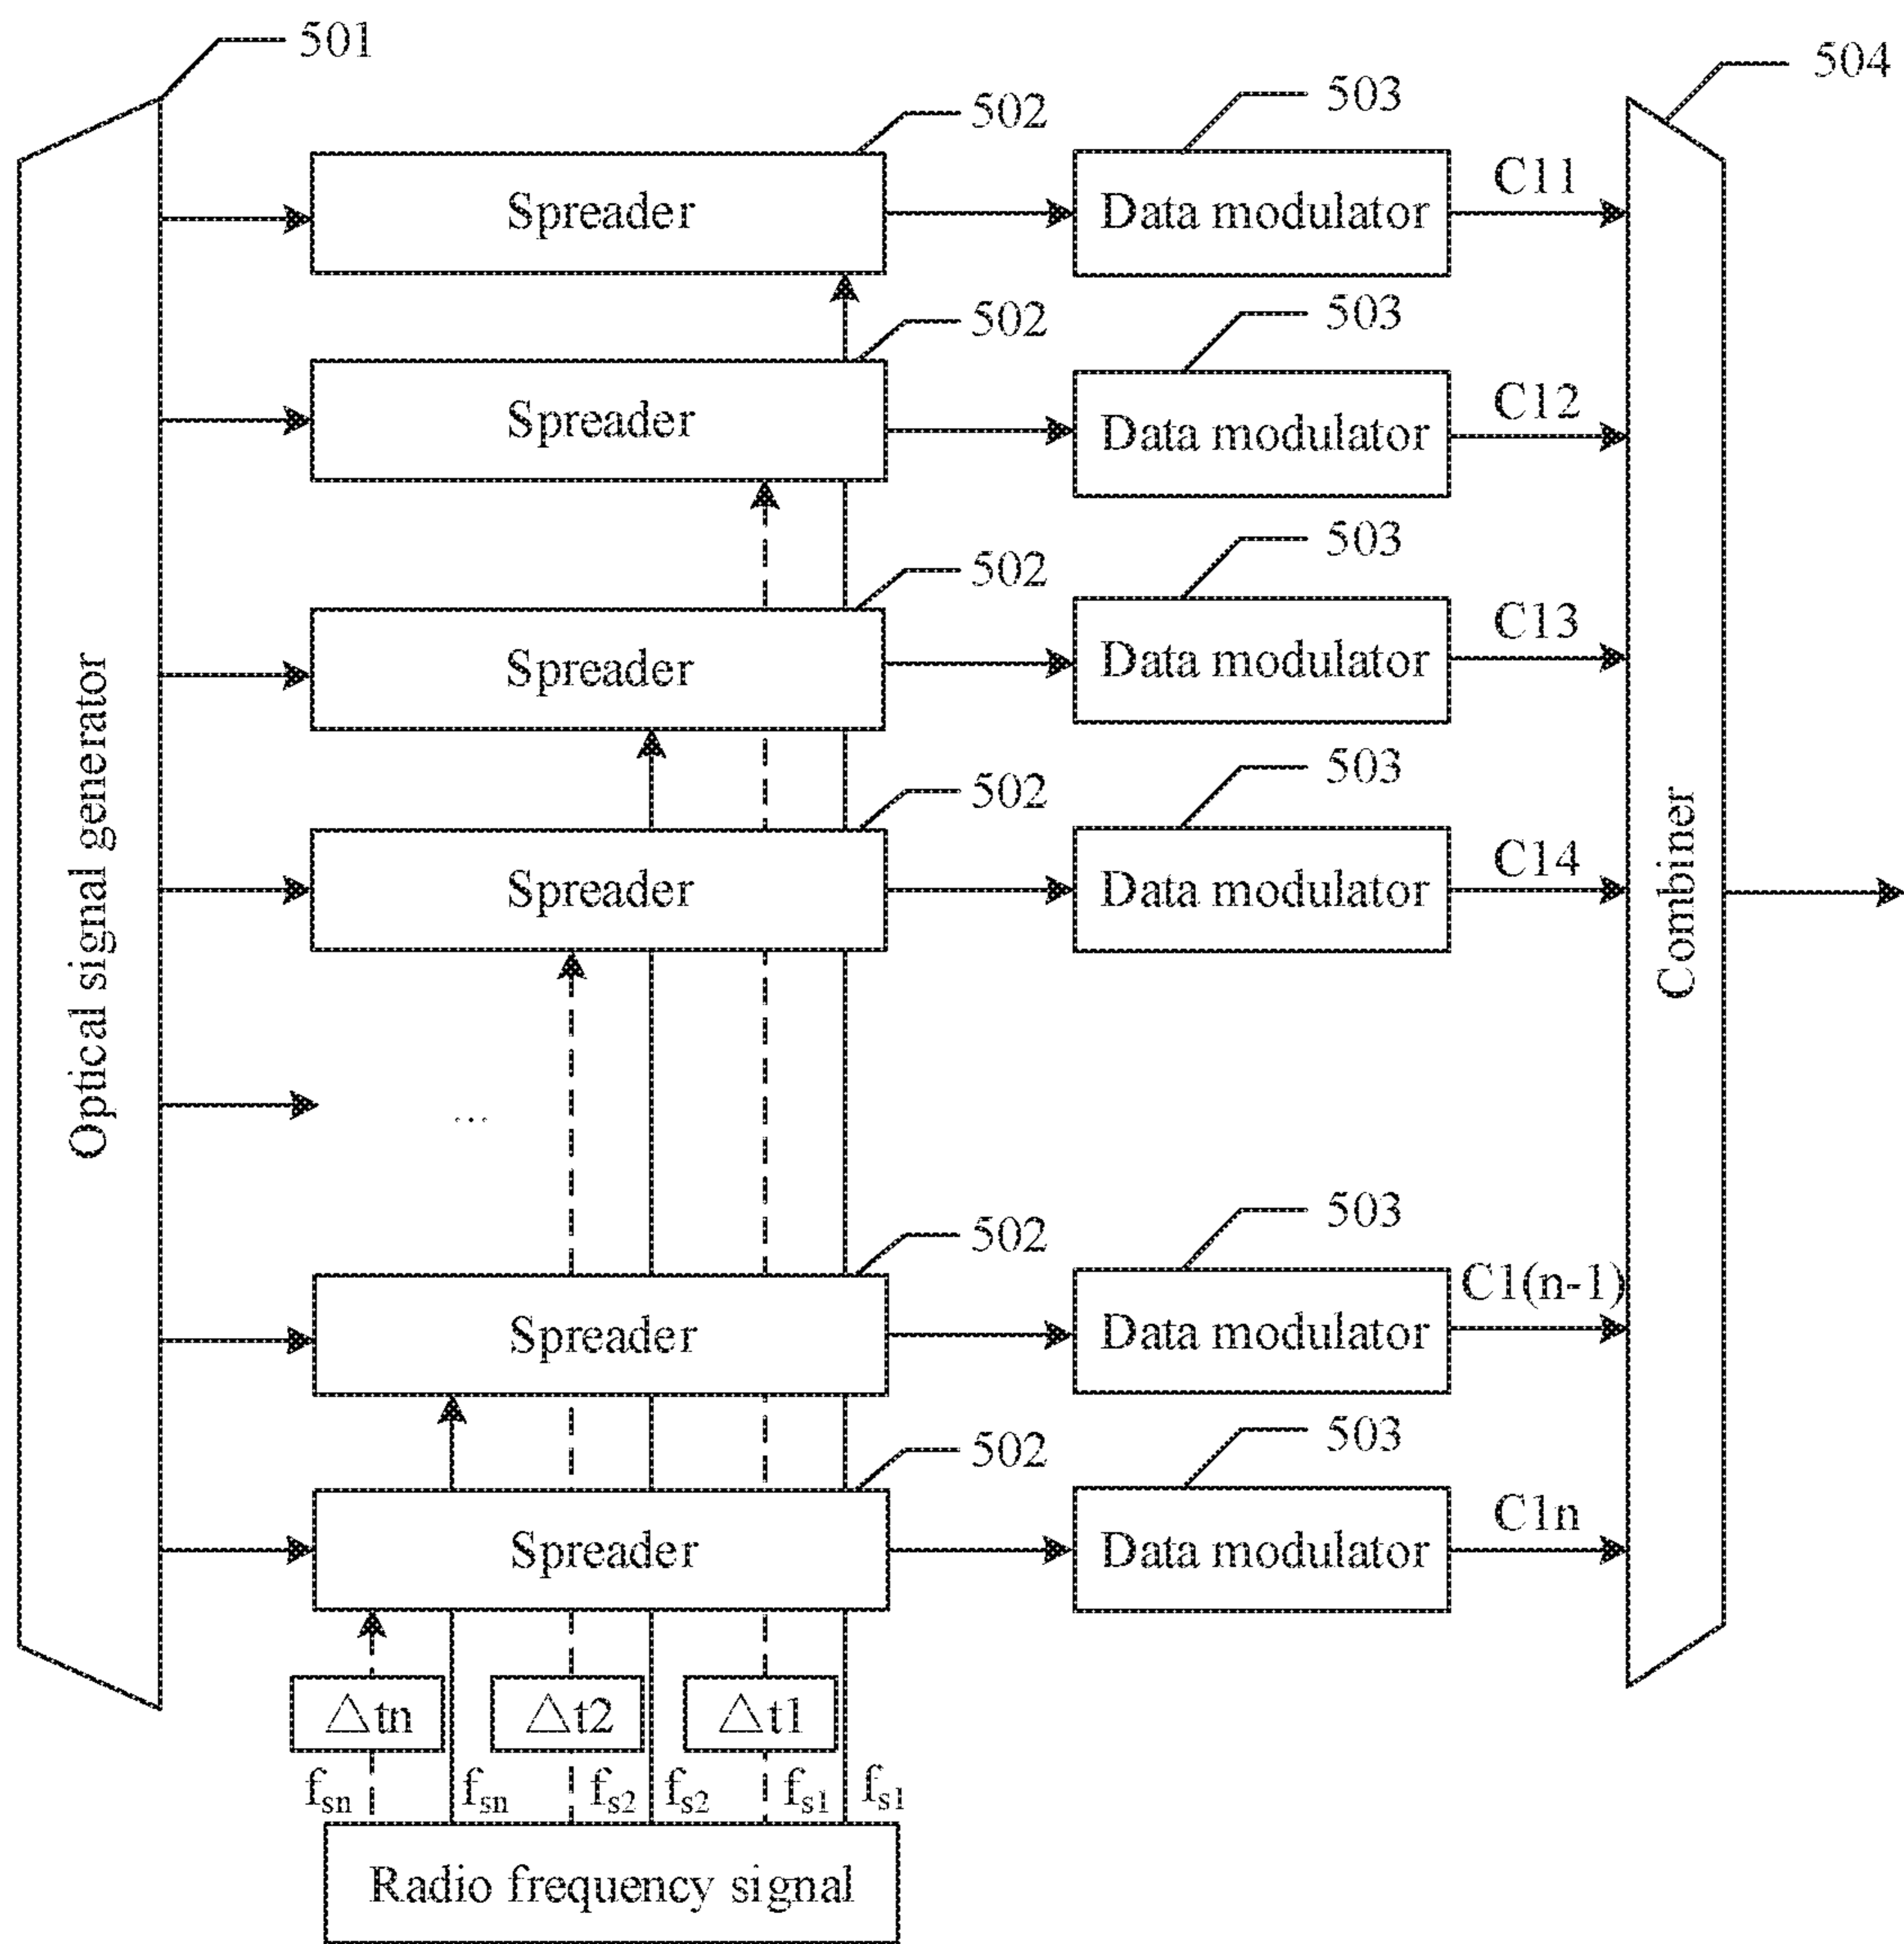 501
504
502
503
Spreader
Data modulator
C11
502
503
Spreader
Data modulator
C12
502
503
Spreader
Data modulator
C13
502
503
Spreader
Data modulator
C14
Optical signal generator
Combiner
...
502
503
Spreader
Data modulator
C1(n-1)
502
503
Spreader
Data modulator
C1n
△tn
△t2
△t1
fsn
fsn
fs2
fs2
fs1
fs1
Radio frequency signal